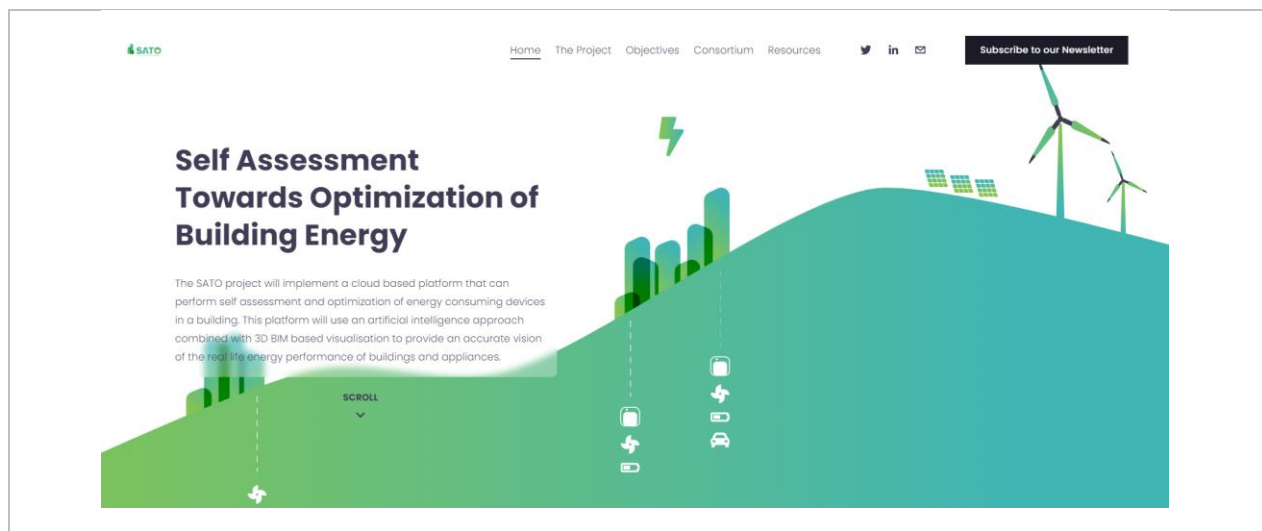 SATO
Home The Project Objectives Consortium Resources
Subscribe to our Newsletter
Self Assessment
Towards Optimization of
Building Energy
The SATO project will implement a cloud based platform that can
perform self assessment and optimization of energy consuming devices
in a building. This platform will use an artificial intelligence approach
combined with 3D BIM based visualisation to provide an accurate vision
of the real life energy performance of buildings and appliances.
SCROLL